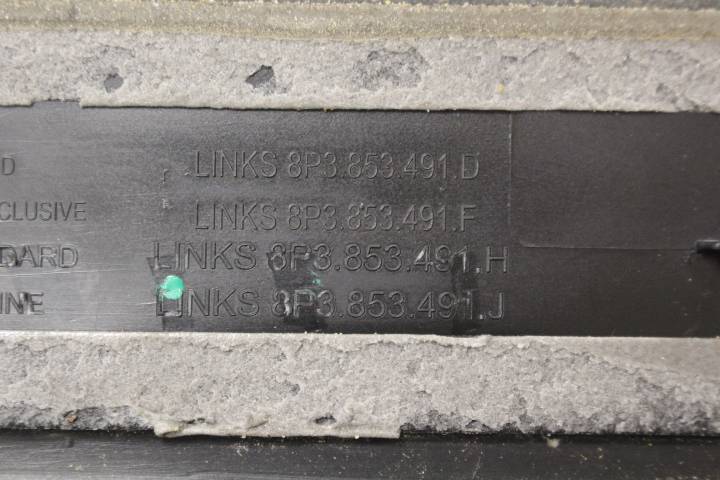 D LINKS 8P3.853.491.D
CLUSIVE LINKS 8P3.853.491.F
DARD LINKS 8P3.853.491.H
INE LINKS 8P3.853.491.J